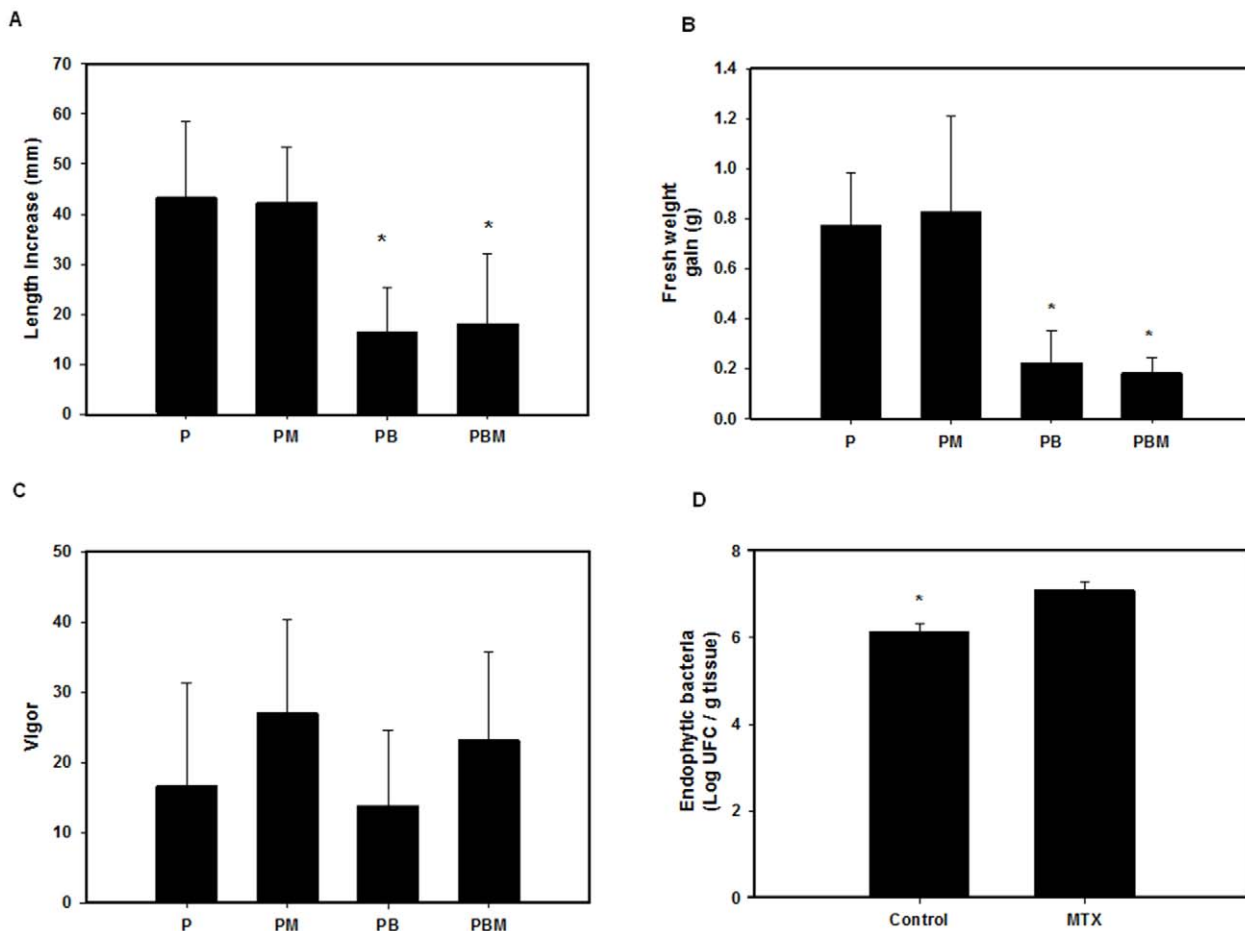 A
Length Increase (mm)
70
60
50
40
30
20
10
0
*
*
P PM PB PBM
B
Fresh weight
gain (g)
1.4
1.2
1.0
0.8
0.6
0.4
0.2
0.0
*
*
P PM PB PBM
C
Vigor
50
40
30
20
10
0
P PM PB PBM
D
Endophytic bacteria
(Log UFC / g tissue)
8
6
4
2
0
*
Control MTX